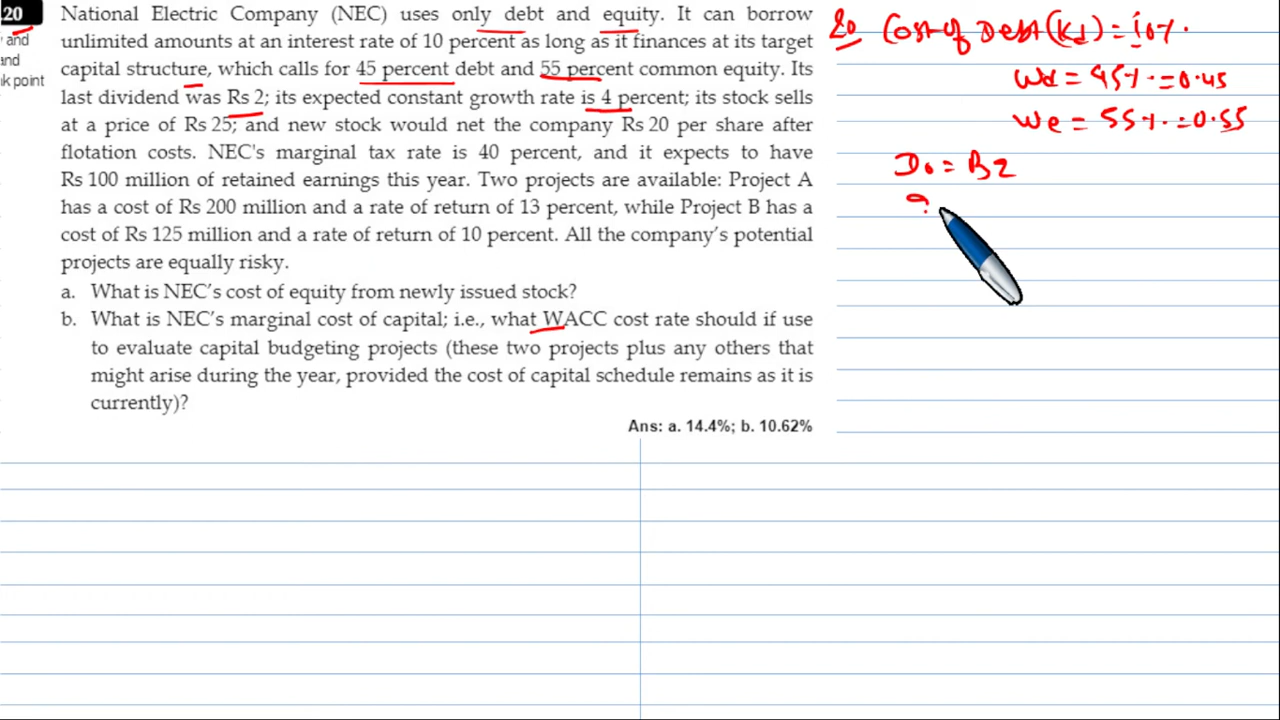 20
and
and
k point
National Electric Company (NEC) uses only debt and equity. It can borrow
unlimited amounts at an interest rate of 10 percent as long as it finances at its target
capital structure, which calls for 45 percent debt and 55 percent common equity. Its
last dividend was Rs 2; its expected constant growth rate is 4 percent; its stock sells
at a price of Rs 25; and new stock would net the company Rs 20 per share after
flotation costs. NEC's marginal tax rate is 40 percent, and it expects to have
Rs 100 million of retained earnings this year. Two projects are available: Project A
has a cost of Rs 200 million and a rate of return of 13 percent, while Project B has a
cost of Rs 125 million and a rate of return of 10 percent. All the company's potential
projects are equally risky.
a. What is NEC's cost of equity from newly issued stock?
b. What is NEC's marginal cost of capital; i.e., what WACC cost rate should if use
to evaluate capital budgeting projects (these two projects plus any others that
might arise during the year, provided the cost of capital schedule remains as it is
currently)?
Ans: a. 14.4%; b. 10.62%
20 Cost of Debt (Kd) = 10%.
Wd = 45% = 0.45
We = 55% = 0.55
D0 = Rs 2